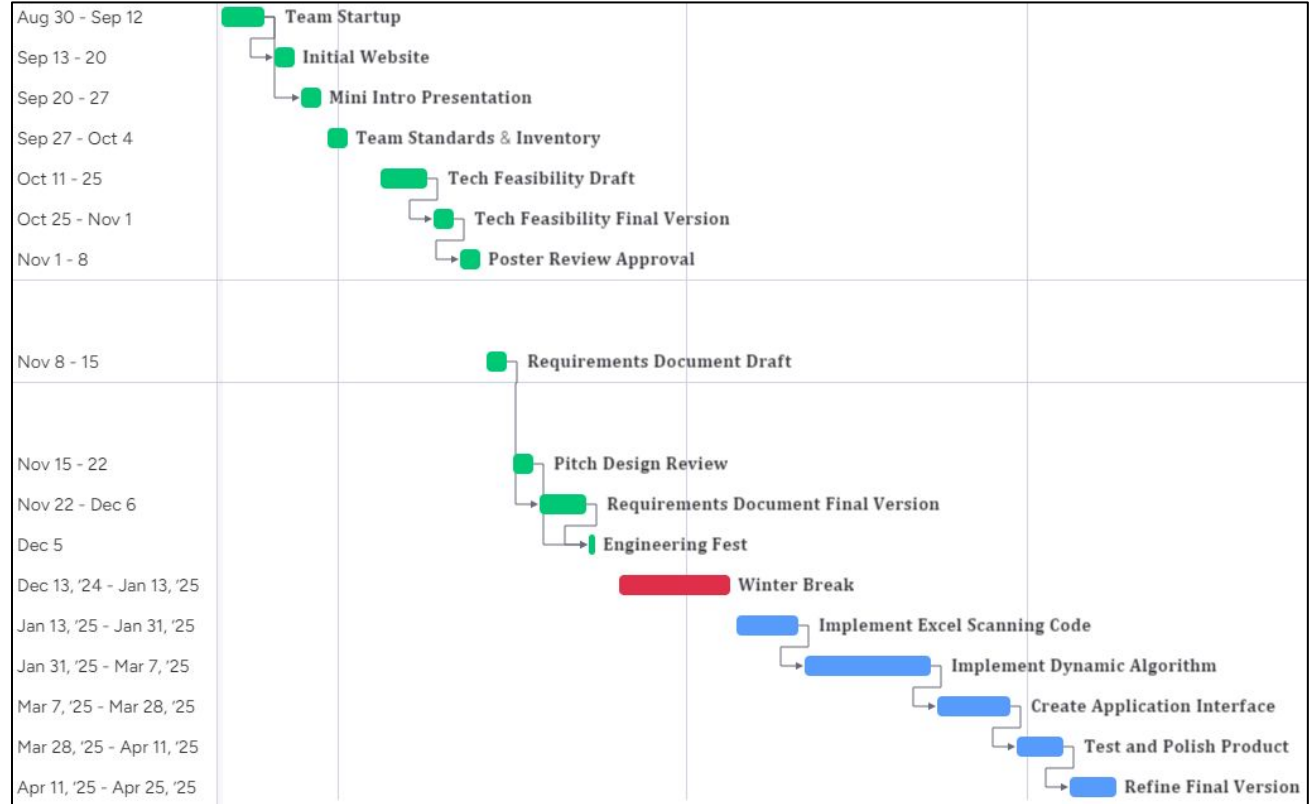 Aug 30 - Sep 12 Team Startup
Sep 13 - 20 Initial Website
Sep 20 - 27 Mini Intro Presentation
Sep 27 - Oct 4 Team Standards & Inventory
Oct 11 - 25 Tech Feasibility Draft
Oct 25 - Nov 1 Tech Feasibility Final Version
Nov 1 - 8 Poster Review Approval
Nov 8 - 15 Requirements Document Draft
Nov 15 - 22 Pitch Design Review
Nov 22 - Dec 6 Requirements Document Final Version
Dec 5 Engineering Fest
Dec 13, '24 - Jan 13, '25 Winter Break
Jan 13, '25 - Jan 31, '25 Implement Excel Scanning Code
Jan 31, '25 - Mar 7, '25 Implement Dynamic Algorithm
Mar 7, '25 - Mar 28, '25 Create Application Interface
Mar 28, '25 - Apr 11, '25 Test and Polish Product
Apr 11, '25 - Apr 25, '25 Refine Final Version